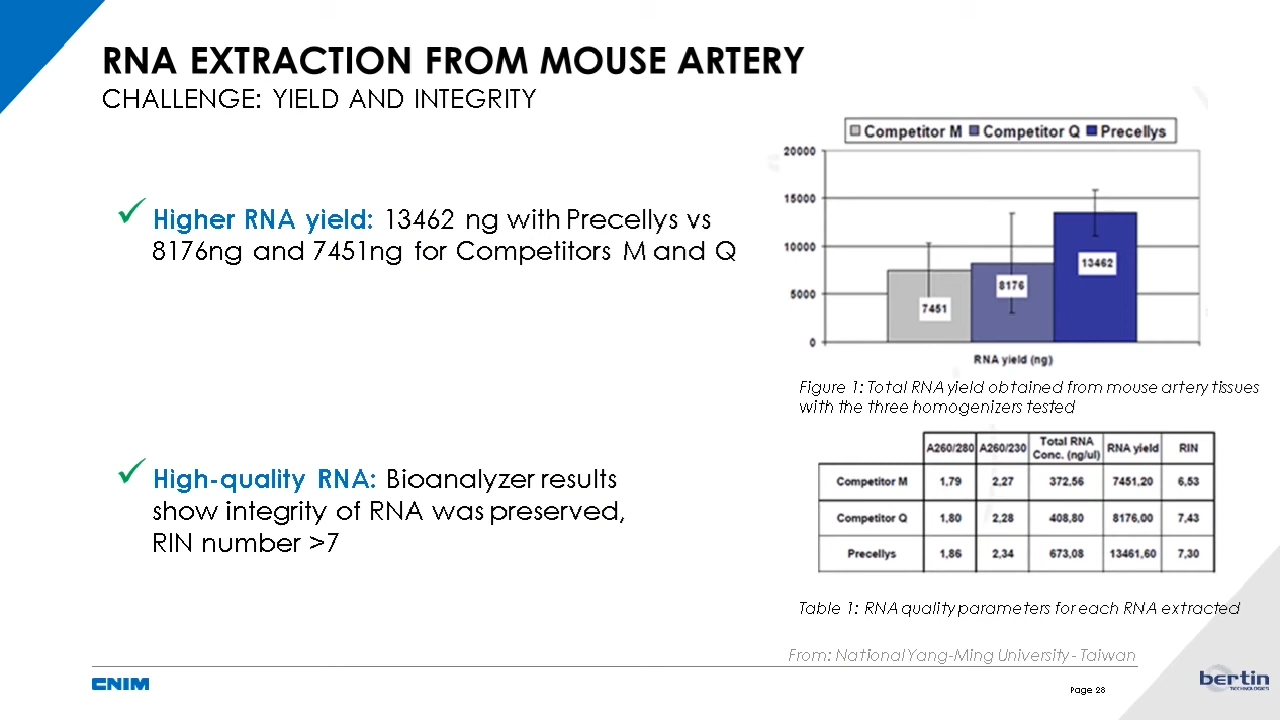 RNA EXTRACTION FROM MOUSE ARTERY
CHALLENGE: YIELD AND INTEGRITY
Higher RNA yield: 13462 ng with Precellys vs
8176ng and 7451ng for Competitors M and Q
High-quality RNA: Bioanalyzer results
show integrity of RNA was preserved,
RIN number >7
Competitor M Competitor Q Precellys
20000
15000
10000
5000
0
7451
8176
13462
RNA yield (ng)
Figure 1: Total RNA yield obtained from mouse artery tissues
with the three homogenizers tested
A260/280 A260/230 Total RNA Conc. (ng/ul) RNA yield RIN
Competitor M 1,79 2,27 372,56 7451,20 6,53
Competitor Q 1,80 2,28 408,80 8176,00 7,43
Precellys 1,86 2,34 673,08 13461,60 7,30
Table 1: RNA quality parameters for each RNA extracted
From: National Yang-Ming University - Taiwan
CNIM
Page 28
bertin
TECHNOLOGIES